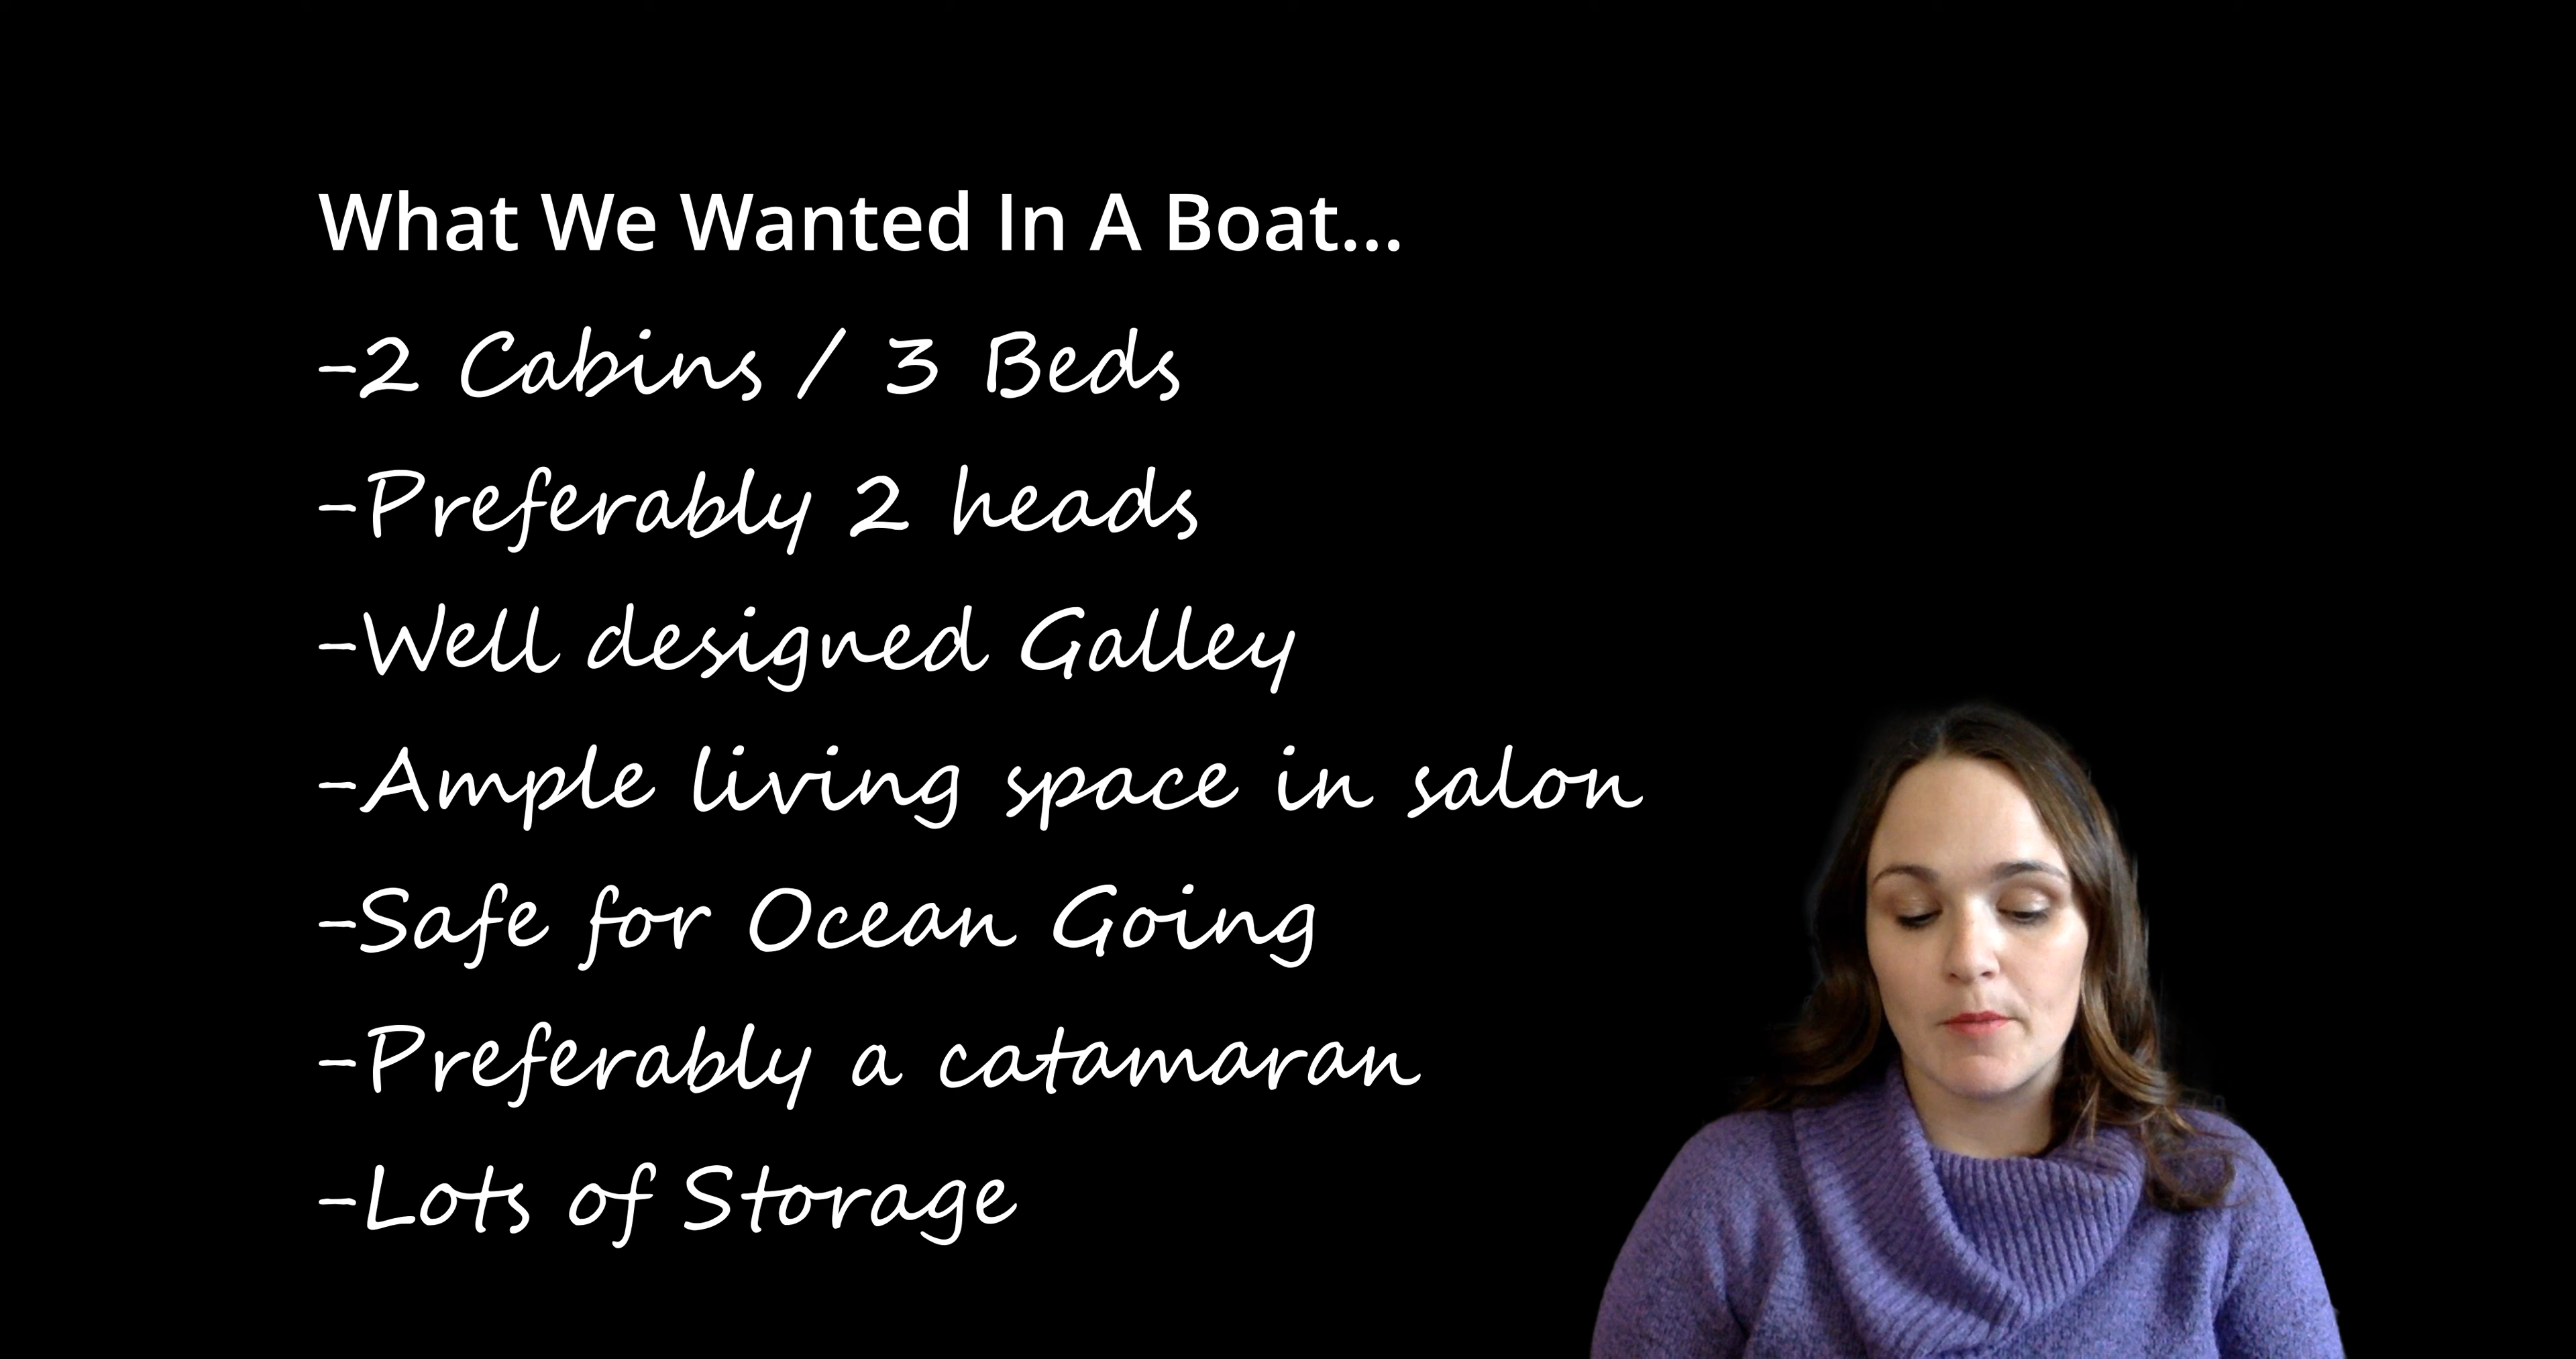 What We Wanted In A Boat...
-2 Cabins / 3 Beds
-Preferably 2 heads
-Well designed Galley
-Ample living space in salon
-Safe for Ocean Going
-Preferably a catamaran
-Lots of Storage